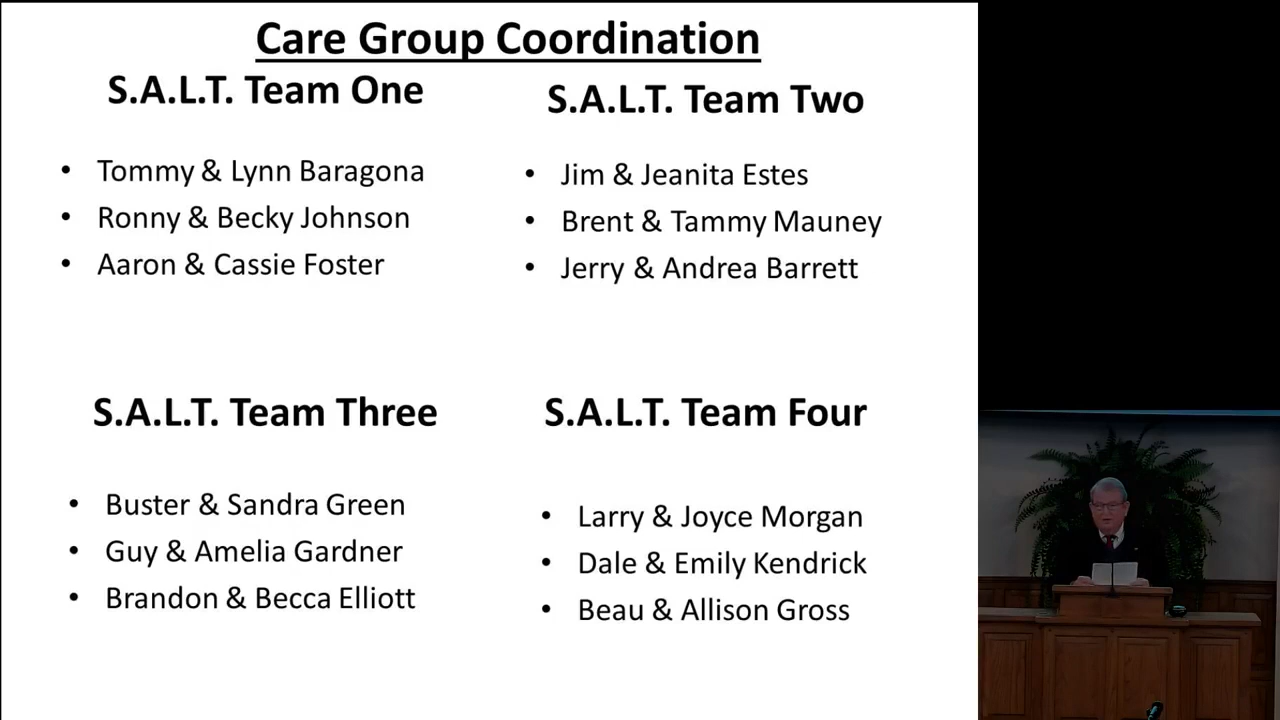 Care Group Coordination
S.A.L.T. Team One
• Tommy & Lynn Baragona
• Ronny & Becky Johnson
• Aaron & Cassie Foster
S.A.L.T. Team Two
• Jim & Jeanita Estes
• Brent & Tammy Mauney
• Jerry & Andrea Barrett
S.A.L.T. Team Three
• Buster & Sandra Green
• Guy & Amelia Gardner
• Brandon & Becca Elliott
S.A.L.T. Team Four
• Larry & Joyce Morgan
• Dale & Emily Kendrick
• Beau & Allison Gross